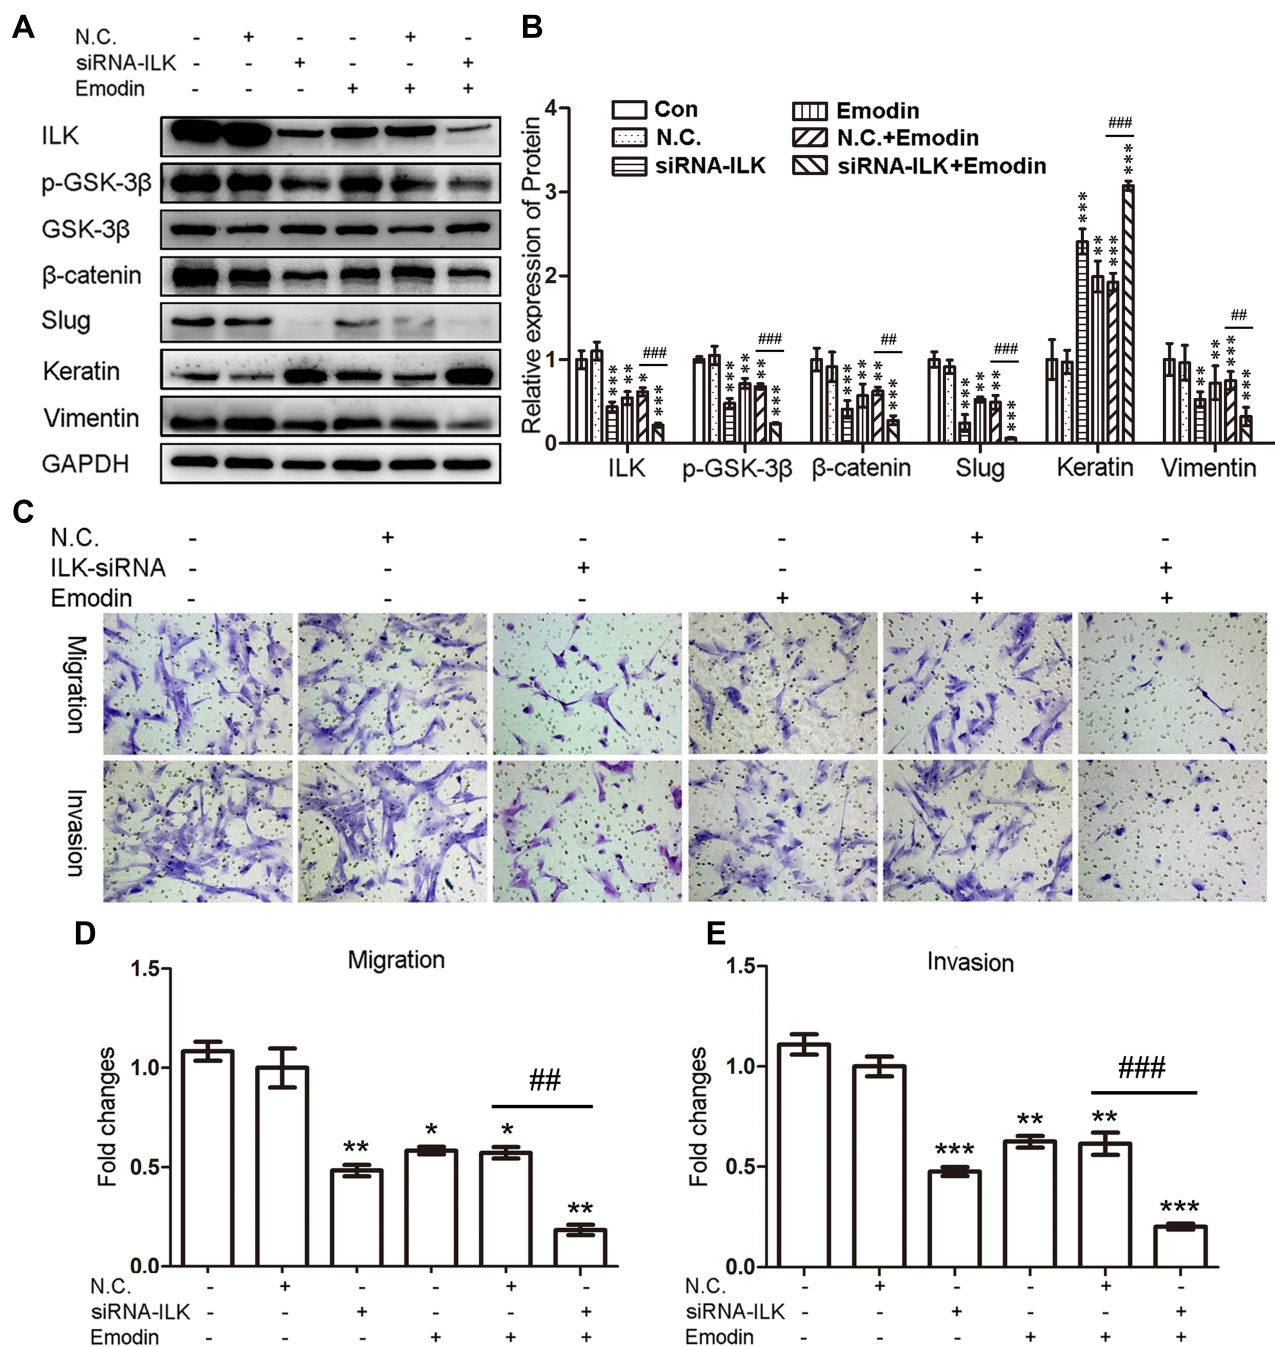 A
N.C. - + - - + -
siRNA-ILK - - + - - +
Emodin - - - + + +
ILK
p-GSK-3β
GSK-3β
β-catenin
Slug
Keratin
Vimentin
GAPDH
B
Relative expression of Protein
4
3
2
1
0
Con
N.C.
siRNA-ILK
Emodin
N.C.+Emodin
siRNA-ILK+Emodin
*** ** * *** ###
*** ** ** *** ###
*** ** ** *** ##
*** ** ** *** ###
*** ** *** *** ###
** ** *** *** ##
ILK p-GSK-3β β-catenin Slug Keratin Vimentin
C
N.C. - + - - + -
ILK-siRNA - - + - - +
Emodin - - - + + +
Migration
Invasion
D
Migration
Fold changes
1.5
1.0
0.5
0.0
##
** * * **
N.C. - + - - + -
siRNA-ILK - - + - - +
Emodin - - - + + +
E
Invasion
Fold changes
1.5
1.0
0.5
0.0
###
*** ** ** ***
N.C. - + - - + -
siRNA-ILK - - + - - +
Emodin - - - + + +